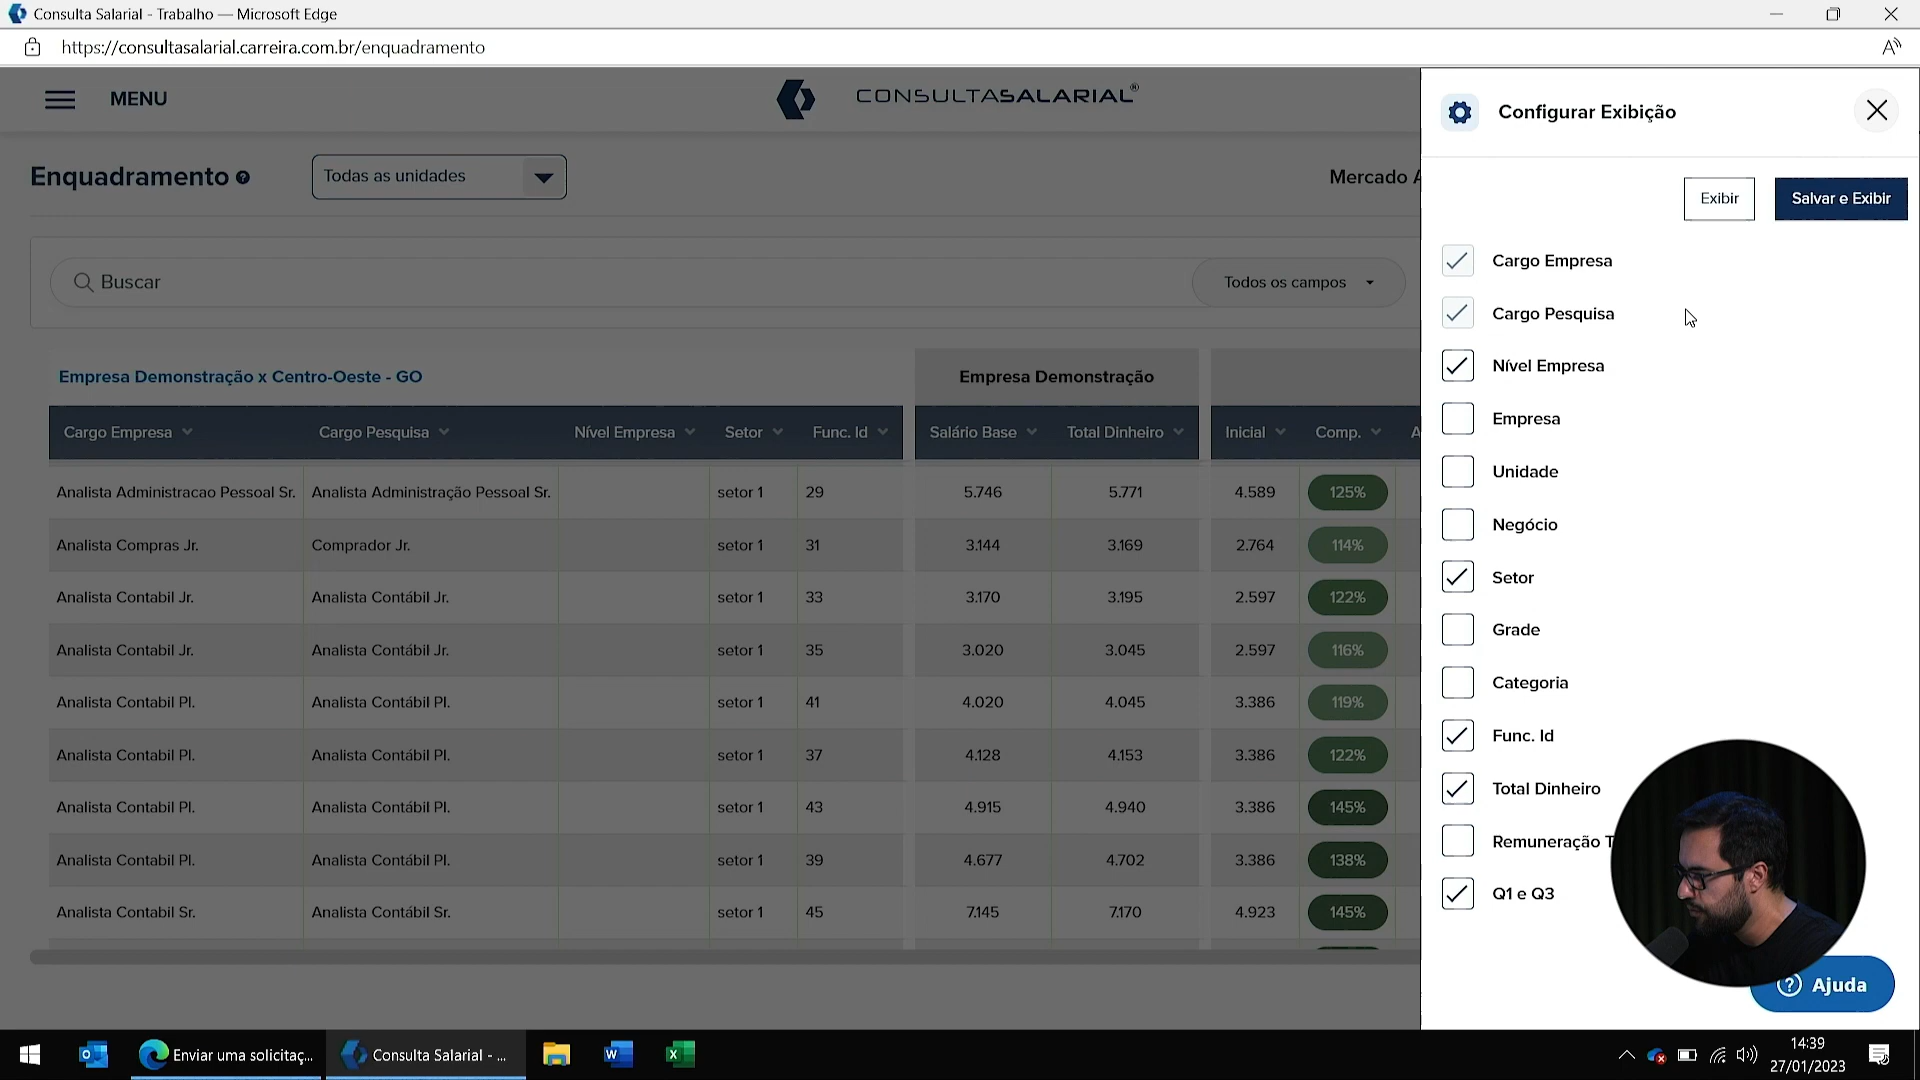 Consulta Salarial - Trabalho — Microsoft Edge
https://consultasalarial.carreira.com.br/enquadramento
MENU
CONSULTASALARIAL®
Enquadramento
Todas as unidades
Mercado A
Buscar
Todos os campos
Empresa Demonstração x Centro-Oeste - GO
Empresa Demonstração
Cargo Empresa Cargo Pesquisa Nível Empresa Setor Func. Id Salário Base Total Dinheiro Inicial Comp. A
Analista Administracao Pessoal Sr. Analista Administração Pessoal Sr. setor 1 29 5.746 5.771 4.589 125%
Analista Compras Jr. Comprador Jr. setor 1 31 3.144 3.169 2.764 114%
Analista Contabil Jr. Analista Contábil Jr. setor 1 33 3.170 3.195 2.597 122%
Analista Contabil Jr. Analista Contábil Jr. setor 1 35 3.020 3.045 2.597 116%
Analista Contabil Pl. Analista Contábil Pl. setor 1 41 4.020 4.045 3.386 119%
Analista Contabil Pl. Analista Contábil Pl. setor 1 37 4.128 4.153 3.386 122%
Analista Contabil Pl. Analista Contábil Pl. setor 1 43 4.915 4.940 3.386 145%
Analista Contabil Pl. Analista Contábil Pl. setor 1 39 4.677 4.702 3.386 138%
Analista Contabil Sr. Analista Contábil Sr. setor 1 45 7.145 7.170 4.923 145%
Configurar Exibição
Exibir
Salvar e Exibir
Cargo Empresa
Cargo Pesquisa
Nível Empresa
Empresa
Unidade
Negócio
Setor
Grade
Categoria
Func. Id
Total Dinheiro
Remuneração T
Q1 e Q3
Ajuda
Enviar uma solicitaç...
Consulta Salarial - ...
14:39
27/01/2023